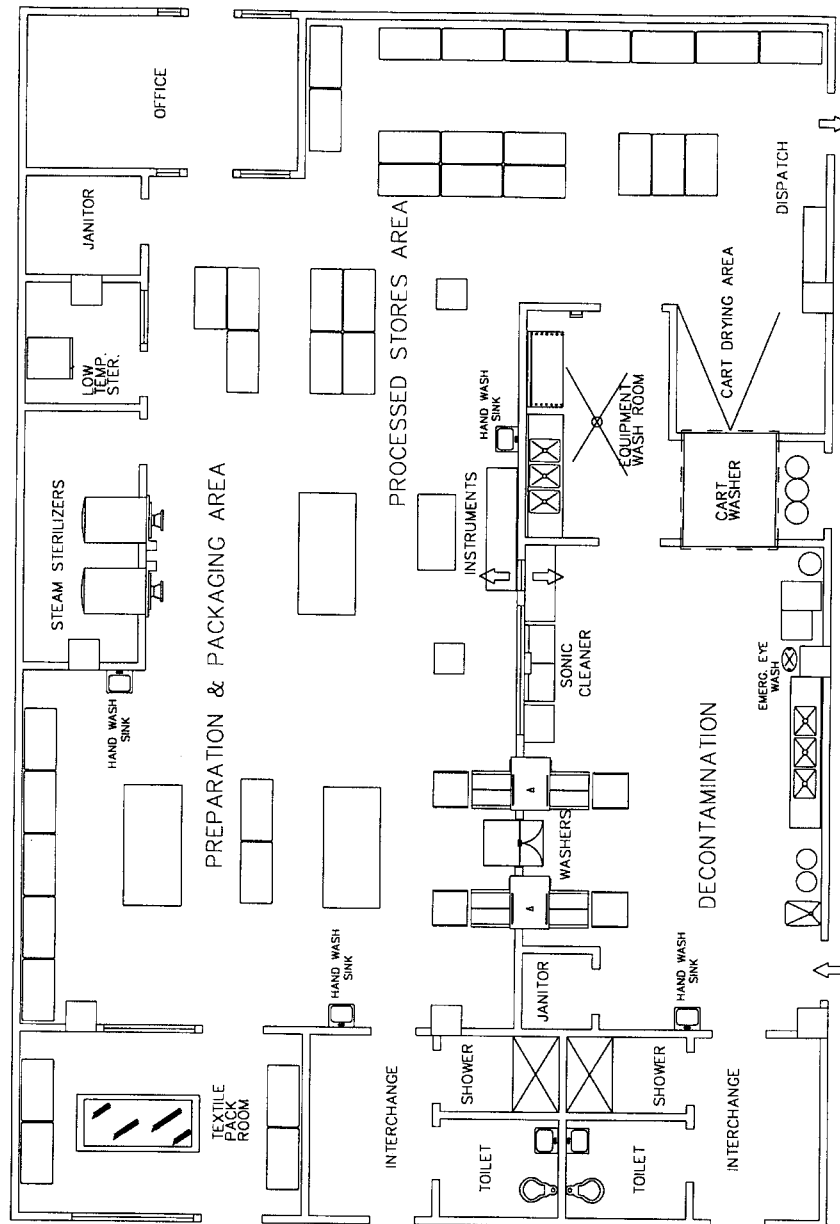 OFFICE
JANITOR
LOW
TEMP.
STER.
STEAM STERILIZERS
HAND WASH
SINK
PREPARATION & PACKAGING AREA
PROCESSED STORES AREA
DISPATCH
CART DRYING AREA
HAND WASH
SINK
EQUIPMENT
WASH ROOM
CART
WASHER
INSTRUMENTS
SONIC
CLEANER
EMERG. EYE
WASH
WASHERS
DECONTAMINATION
HAND WASH
SINK
JANITOR
HAND WASH
SINK
TEXTILE
PACK
ROOM
INTERCHANGE
SHOWER
TOILET
SHOWER
TOILET
INTERCHANGE